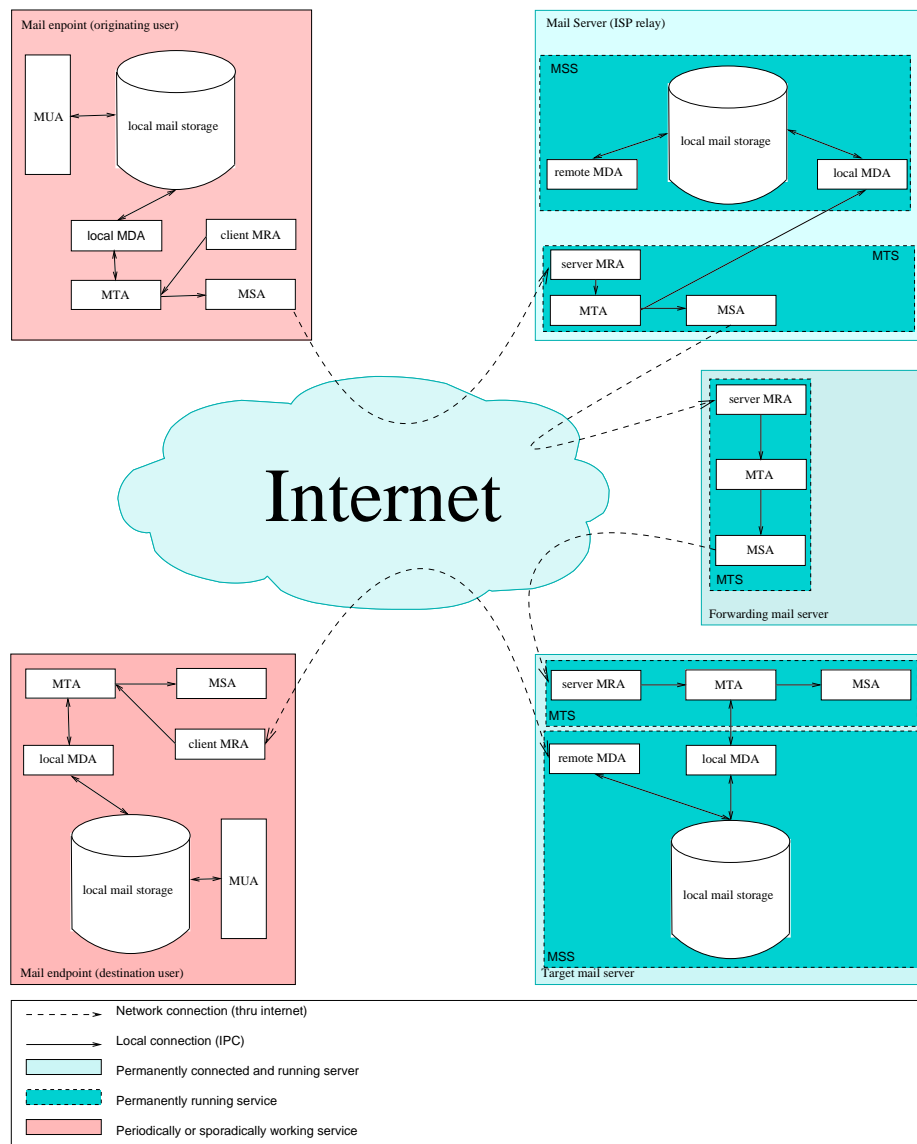 Mail enpoint (originating user)
MUA
local mail storage
local MDA
client MRA
MTA
MSA
Mail Server (ISP relay)
MSS
local mail storage
remote MDA
local MDA
MTS
server MRA
MTA
MSA
Internet
server MRA
MTA
MSA
MTS
Forwarding mail server
MTA
MSA
client MRA
local MDA
local mail storage
MUA
Mail endpoint (destination user)
server MRA
MTA
MSA
MTS
remote MDA
local MDA
local mail storage
MSS
Target mail server
Network connection (thru internet)
Local connection (IPC)
Permanently connected and running server
Permanently running service
Periodically or sporadically working service